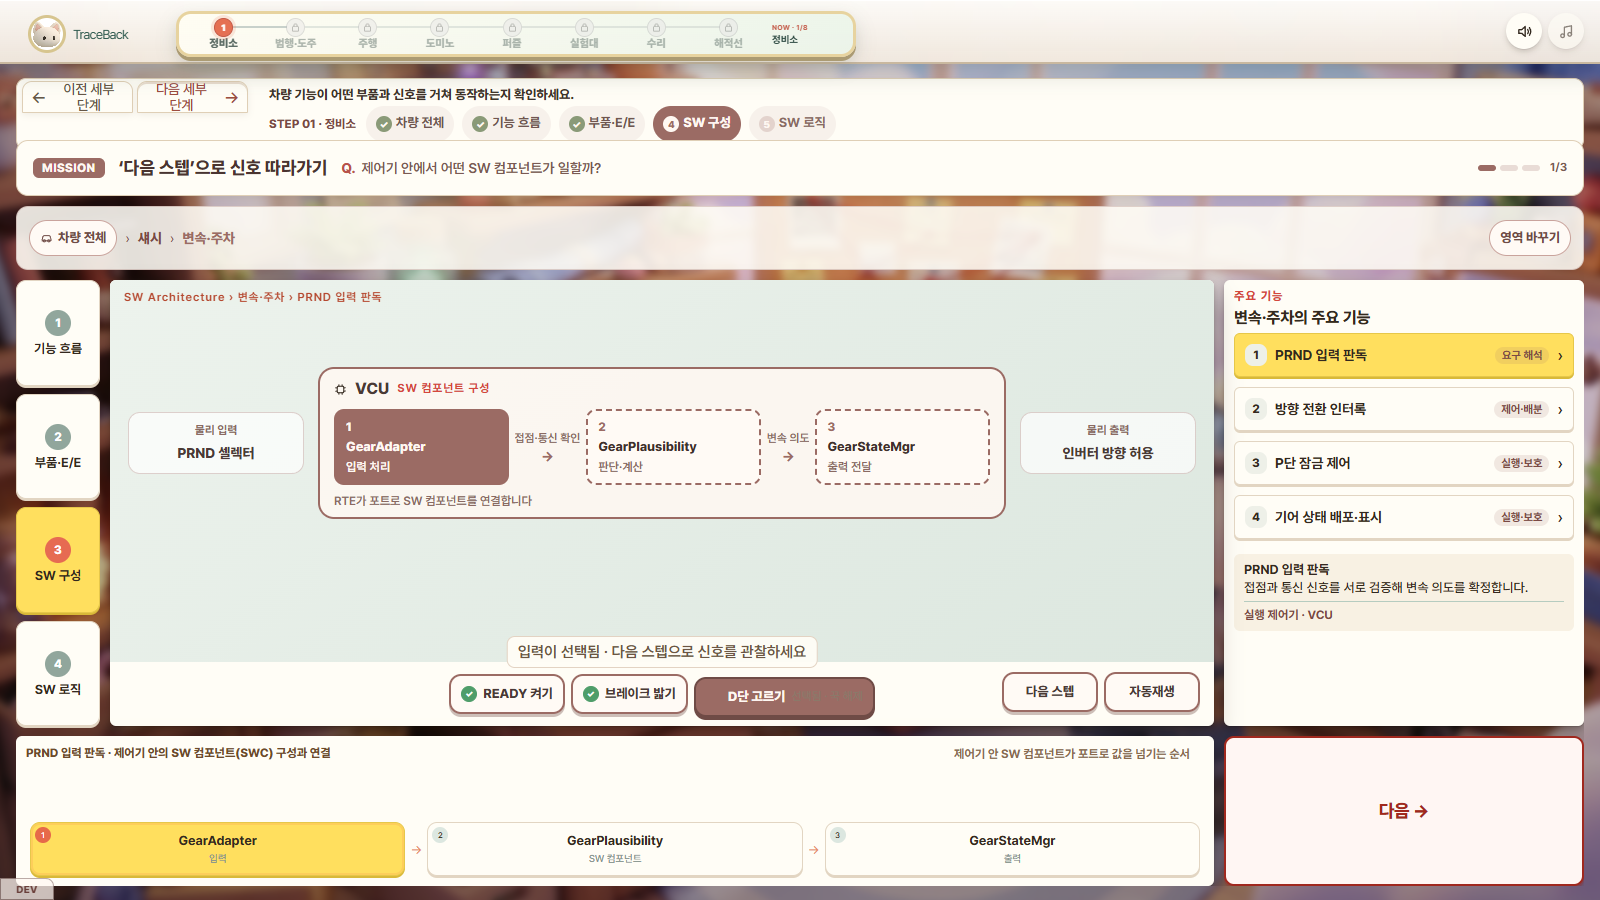 TraceBack
1
정비소
범행·도주
주행
도미노
퍼즐
실험대
수리
해적선
NOW · 1/8
정비소
이전 세부
단계
다음 세부
단계
차량 기능이 어떤 부품과 신호를 거쳐 동작하는지 확인하세요.
STEP 01 · 정비소
차량 전체
기능 흐름
부품·E/E
4 SW 구성
5 SW 로직
MISSION
‘다음 스텝’으로 신호 따라가기
Q. 제어기 안에서 어떤 SW 컴포넌트가 일할까?
1/3
차량 전체 › 섀시 › 변속·주차
영역 바꾸기
1
기능 흐름
2
부품·E/E
3
SW 구성
4
SW 로직
SW Architecture › 변속·주차 › PRND 입력 판독
물리 입력
PRND 셀렉터
VCU SW 컴포넌트 구성
1
GearAdapter
입력 처리
접점·통신 확인
→
2
GearPlausibility
판단·계산
변속 의도
→
3
GearStateMgr
출력 전달
RTE가 포트로 SW 컴포넌트를 연결합니다
물리 출력
인버터 방향 허용
입력이 선택됨 · 다음 스텝으로 신호를 관찰하세요
READY 켜기
브레이크 밟기
D단 고르기
다음 스텝
자동재생
주요 기능
변속·주차의 주요 기능
1 PRND 입력 판독 요구 해석 ›
2 방향 전환 인터록 제어·배분 ›
3 P단 잠금 제어 실행·보호 ›
4 기어 상태 배포·표시 실행·보호 ›
PRND 입력 판독
접점과 통신 신호를 서로 검증해 변속 의도를 확정합니다.
실행 제어기 · VCU
PRND 입력 판독 · 제어기 안의 SW 컴포넌트(SWC) 구성과 연결
제어기 안 SW 컴포넌트가 포트로 값을 넘기는 순서
1
GearAdapter
입력
→
2
GearPlausibility
SW 컴포넌트
→
3
GearStateMgr
출력
다음 →
DEV